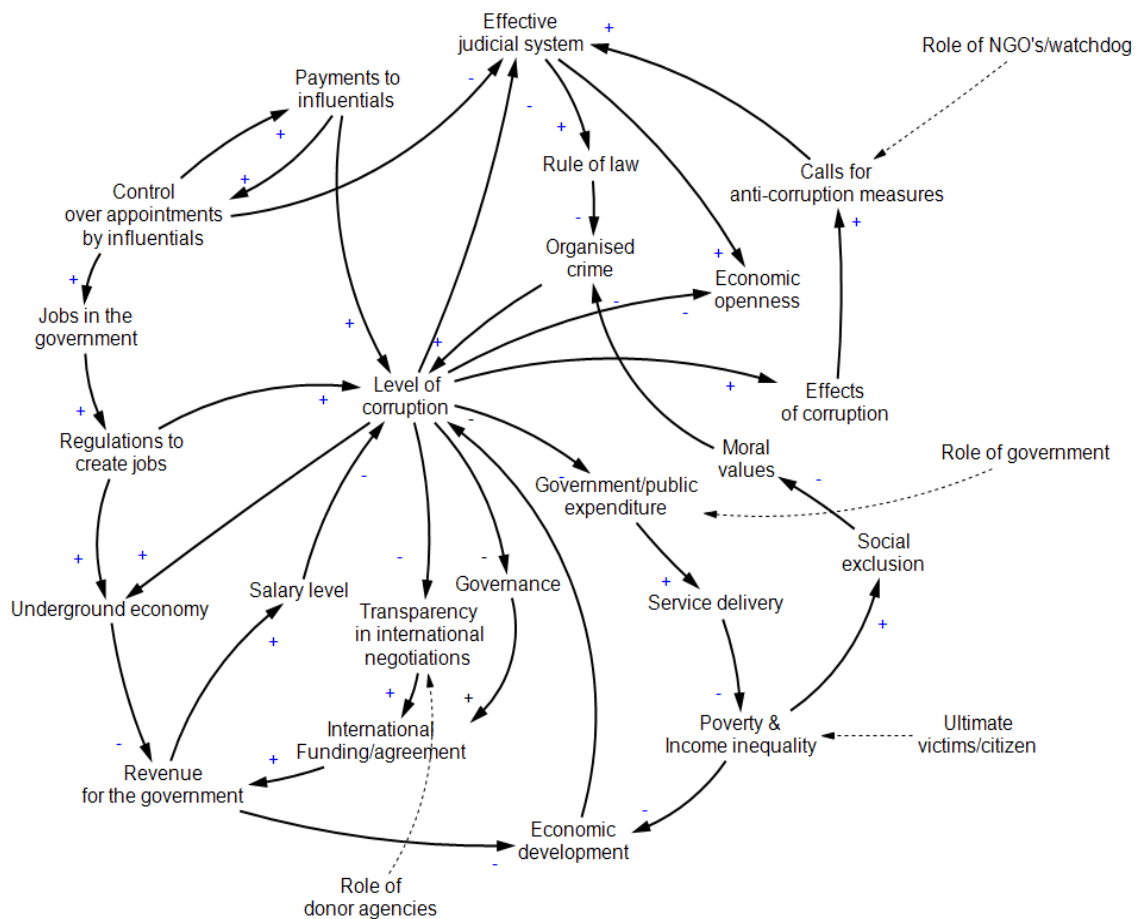 Effective
judicial system
Role of NGO's/watchdog
Payments to
influentials
Rule of law
Calls for
anti-corruption measures
Control
over appointments
by influentials
Organised
crime
Economic
openness
Jobs in the
government
Level of
corruption
Effects
of corruption
Regulations to
create jobs
Moral
values
Role of government
Government/public
expenditure
Social
exclusion
Underground economy
Salary level
Governance
Service delivery
Transparency
in international
negotiations
International
Funding/agreement
Poverty &
Income inequality
Ultimate
victims/citizen
Revenue
for the government
Economic
development
Role of
donor agencies